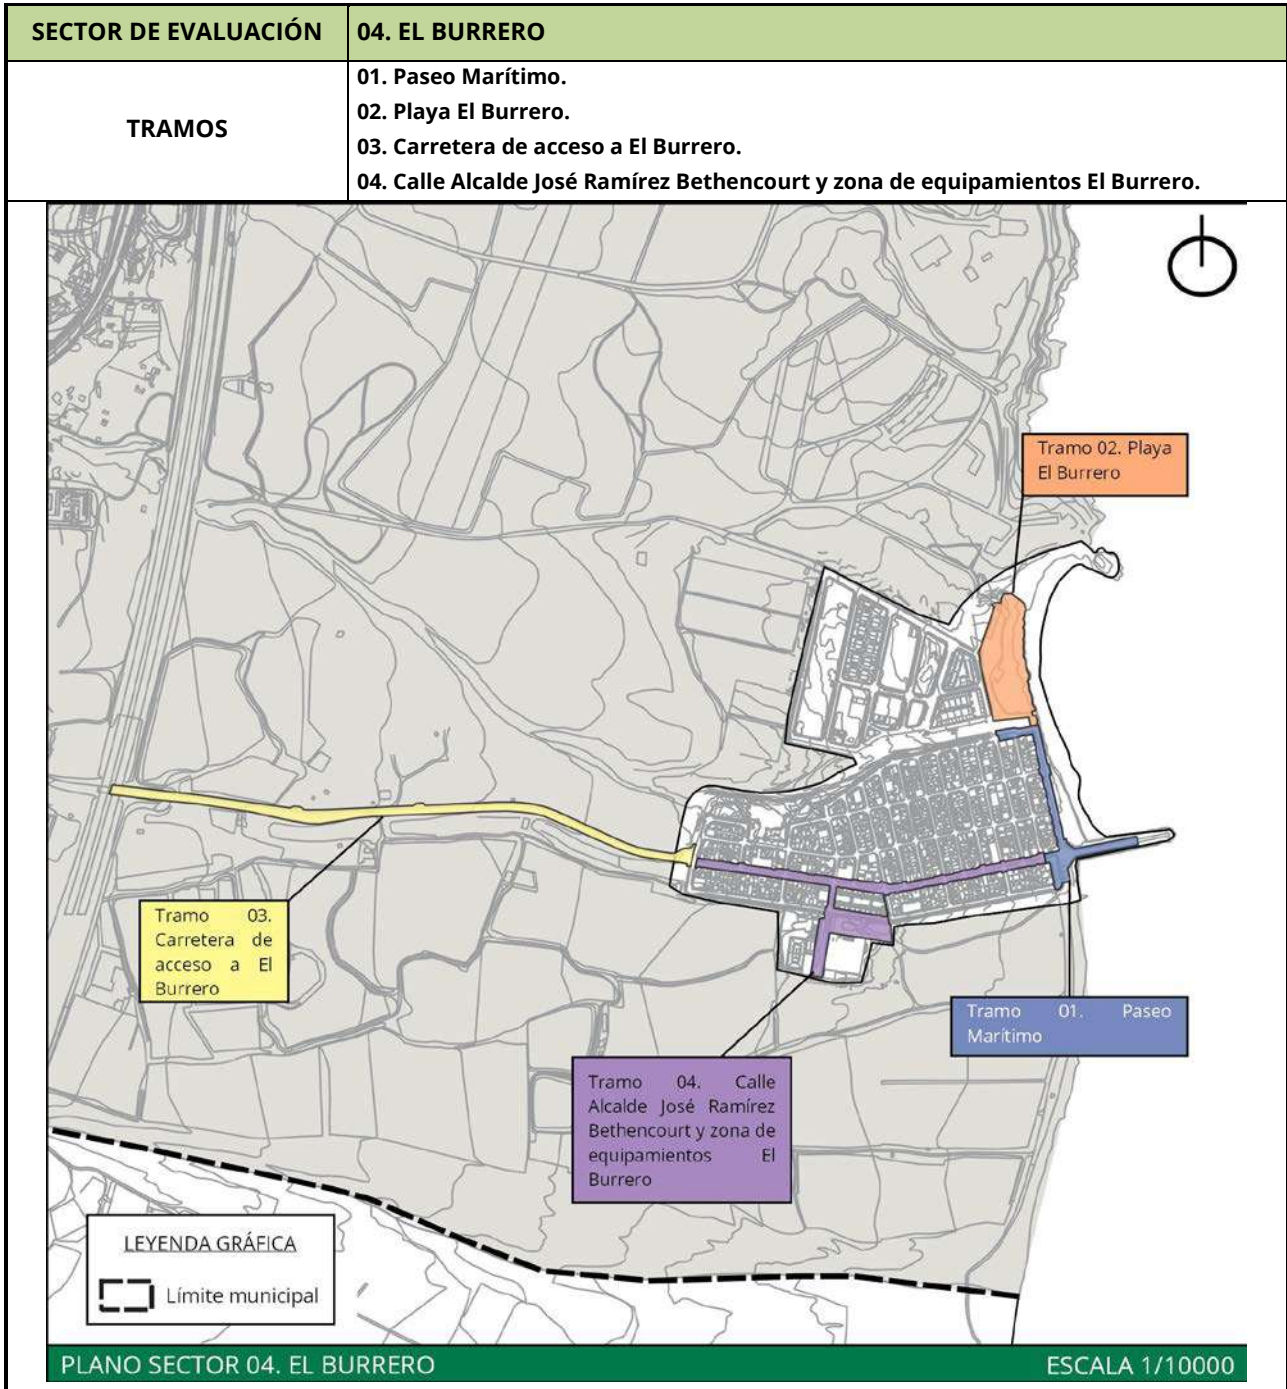 SECTOR DE EVALUACIÓN
04. EL BURRERO
TRAMOS
01. Paseo Marítimo.
02. Playa El Burrero.
03. Carretera de acceso a El Burrero.
04. Calle Alcalde José Ramírez Bethencourt y zona de equipamientos El Burrero.
Tramo 02. Playa
El Burrero
Tramo 03.
Carretera de
acceso a El
Burrero
Tramo 01. Paseo
Marítimo
Tramo 04. Calle
Alcalde José Ramírez
Bethencourt y zona de
equipamientos El
Burrero
LEYENDA GRÁFICA
Límite municipal
PLANO SECTOR 04. EL BURRERO
ESCALA 1/10000